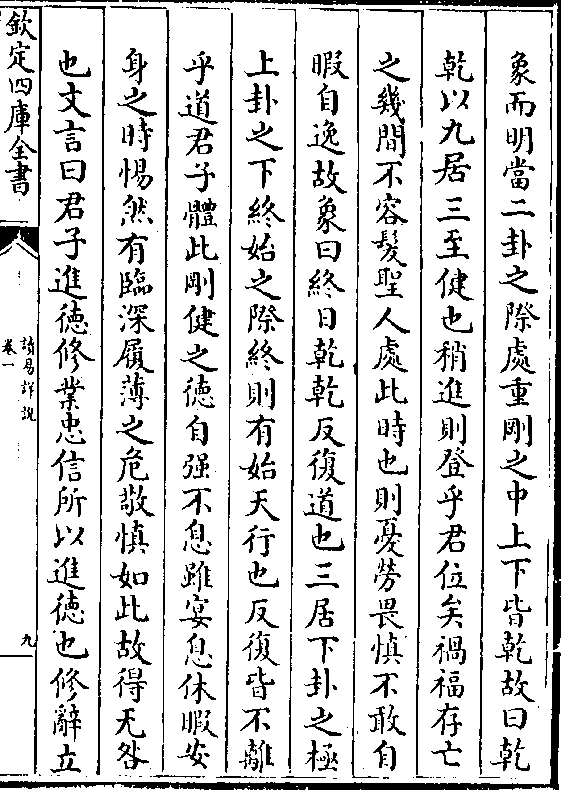 象而明當二卦之際處重剛之中上下皆乾故曰乾
乾以九居三至健也稍進則登乎君位矣禍福存亡
之幾間不容髮聖人處此時也則憂勞畏慎不敢自
暇自逸故象曰終日乾乾反復道也三居下卦之極
上卦之下終始之際終則有始天行也反復皆不離
乎道君子體此剛健之德自强不息雖宴息休暇安
身之時惕然有臨深履薄之危敬慎如此故得无咎
也文言曰君子進德修業忠信所以進德也修辭立
欽定四庫全書
讀易詳說
卷一
九